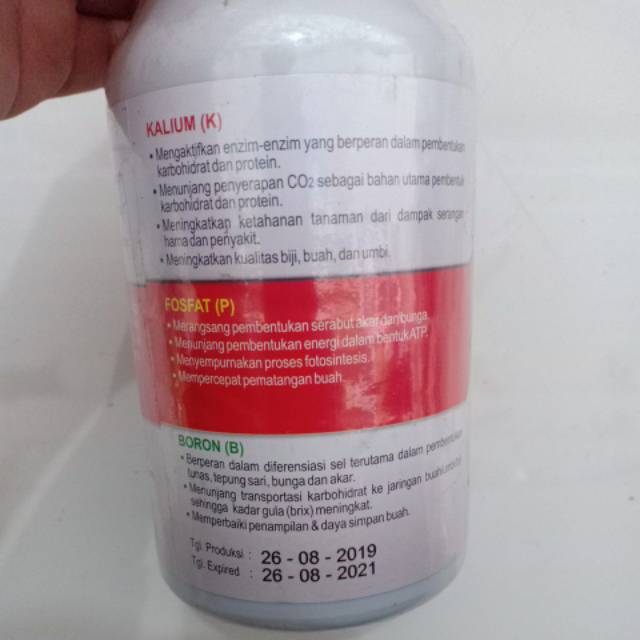 KALIUM (K)
• Mengaktifkan enzim-enzim yang berperan dalam pembentukan
karbohidrat dan protein.
• Menunjang penyerapan CO2 sebagai bahan utama pembentuk
karbohidrat dan protein.
• Meningkatkan ketahanan tanaman dari dampak serangan
hama dan penyakit.
• Meningkatkan kualitas biji, buah, dan umbi.
FOSFAT (P)
• Merangsang pembentukan serabut akar dan bunga
• Menunjang pembentukan energi dalam bentuk ATP.
• Menyempurnakan proses fotosintesis.
• Mempercepat pematangan buah
BORON (B)
• Berperan dalam diferensiasi sel terutama dalam pembentukan
tunas, tepung sari, bunga dan akar.
• Menunjang transportasi karbohidrat ke jaringan buah
sehingga kadar gula (brix) meningkat.
• Memperbaiki penampilan & daya simpan buah.
Tgl. Produksi : 26 - 08 - 2019
Tgl. Expired : 26 - 08 - 2021